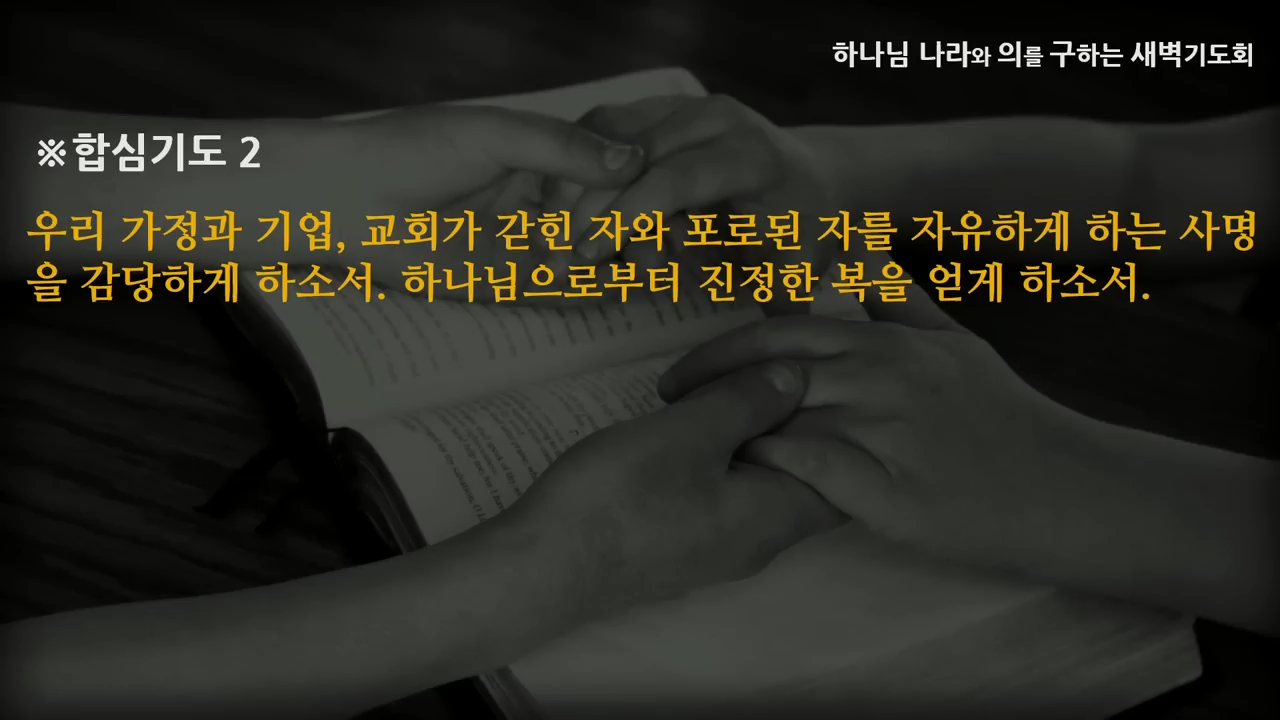 하나님 나라와 의를 구하는 새벽기도회
※합심기도 2
우리 가정과 기업, 교회가 갇힌 자와 포로된 자를 자유하게 하는 사명
을 감당하게 하소서. 하나님으로부터 진정한 복을 얻게 하소서.